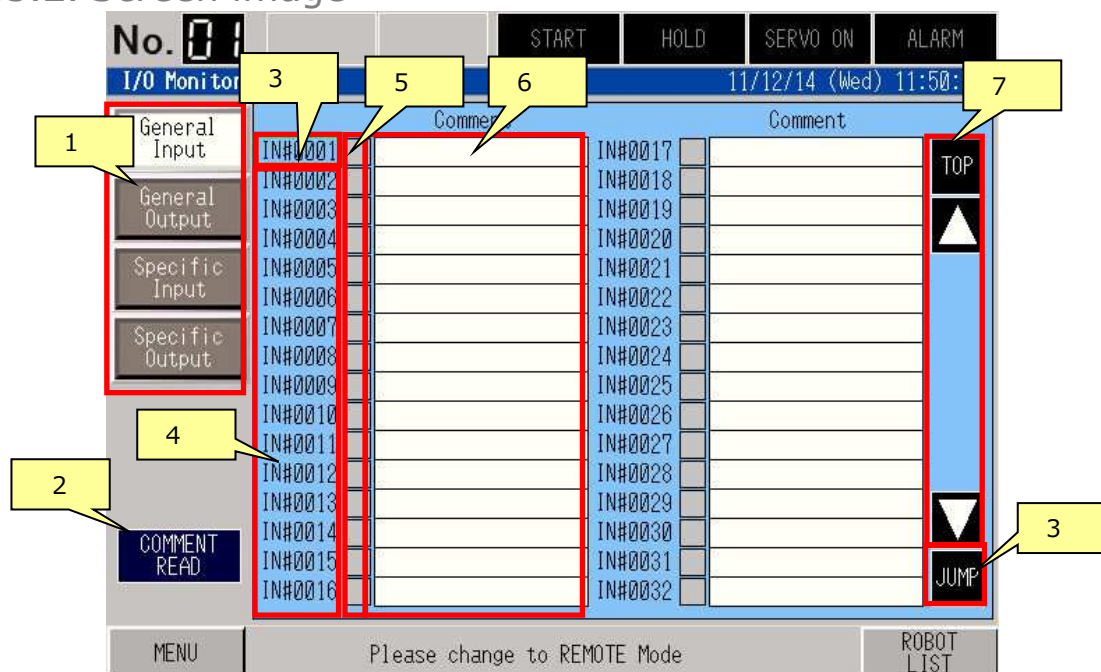 Screen Image
No. 01 START HOLD SERVO ON ALARM
I/O Monitor 11/12/14 (Wed) 11:50:
3 5 6 7
Comment Comment
1
General
Input
General
Output
Specific
Input
Specific
Output
IN#0001 IN#0017
IN#0002 IN#0018
IN#0003 IN#0019
IN#0004 IN#0020
IN#0005 IN#0021
IN#0006 IN#0022
IN#0007 IN#0023
IN#0008 IN#0024
IN#0009 IN#0025
IN#0010 IN#0026
IN#0011 IN#0027
IN#0012 IN#0028
IN#0013 IN#0029
IN#0014 IN#0030
IN#0015 IN#0031
IN#0016 IN#0032
TOP
4
2
3
COMMENT
READ
JUMP
MENU Please change to REMOTE Mode ROBOT
LIST